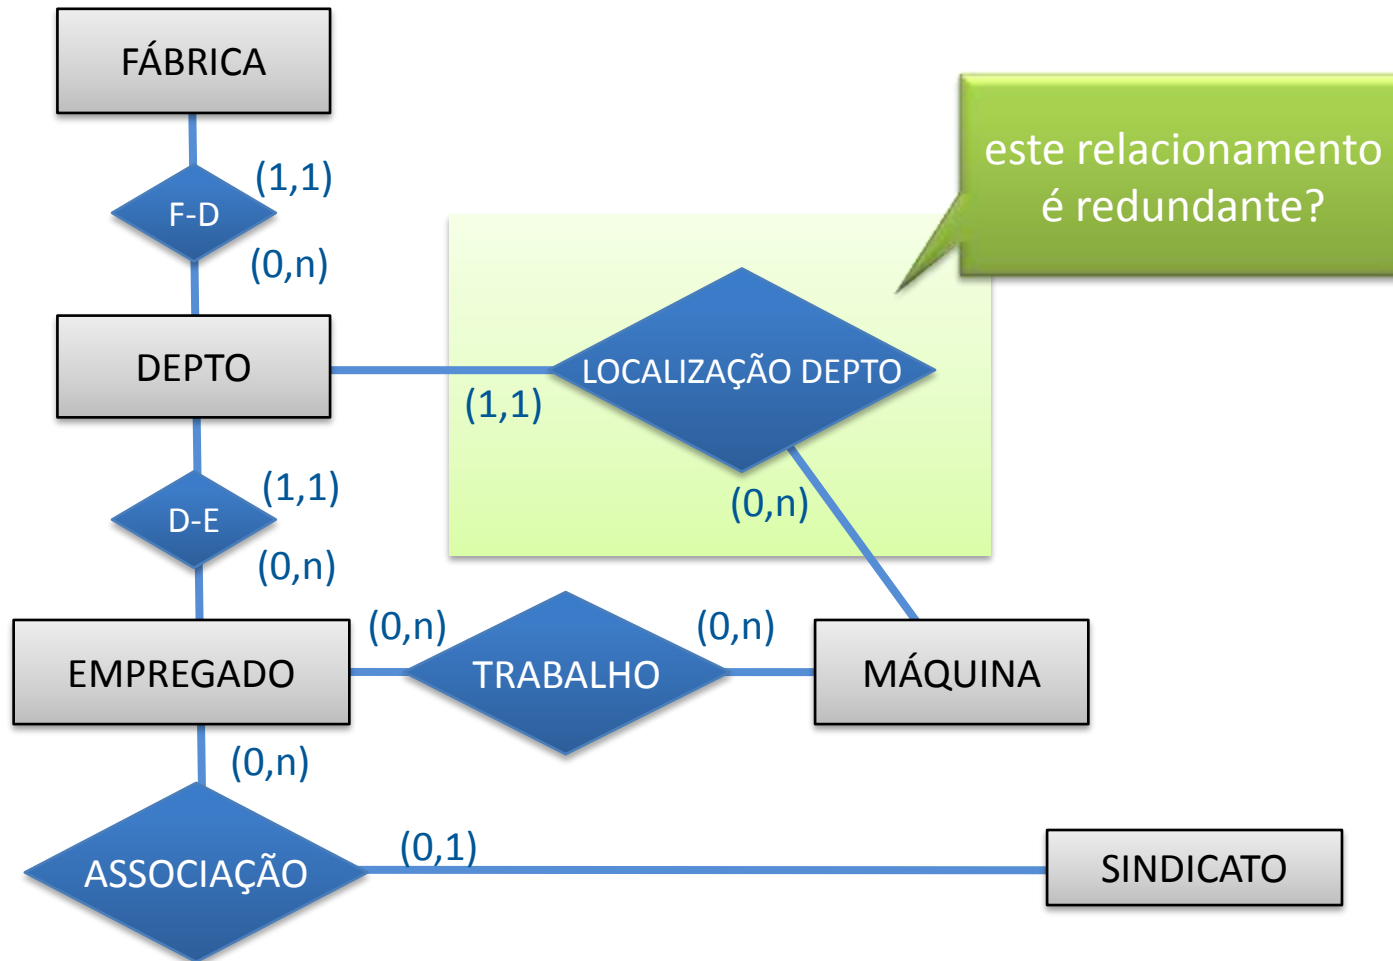 FÁBRICA
este relacionamento
é redundante?
(1,1)
F-D
(0,n)
DEPTO
LOCALIZAÇÃO DEPTO
(1,1)
(1,1)
(0,n)
D-E
(0,n)
(0,n)
(0,n)
EMPREGADO
TRABALHO
MÁQUINA
(0,n)
(0,1)
ASSOCIAÇÃO
SINDICATO